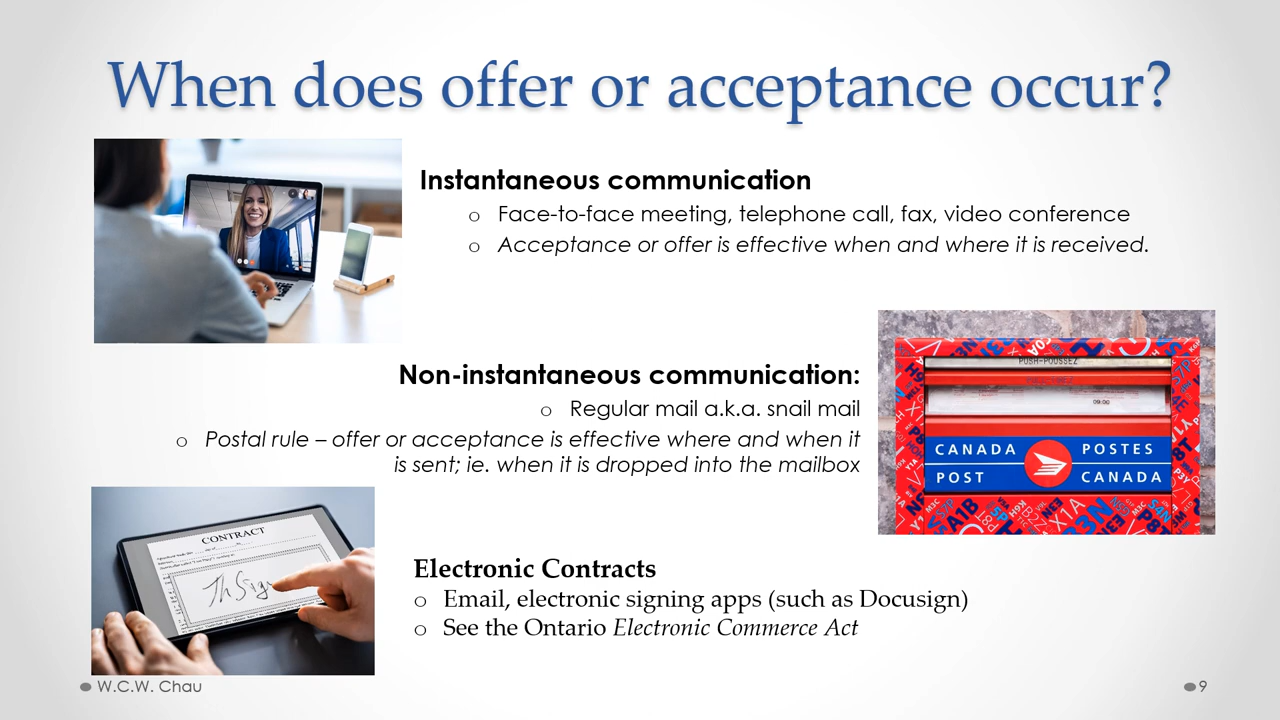 When does offer or acceptance occur?
Instantaneous communication
o Face-to-face meeting, telephone call, fax, video conference
o Acceptance or offer is effective when and where it is received.
Non-instantaneous communication:
o Regular mail a.k.a. snail mail
o Postal rule – offer or acceptance is effective where and when it
is sent; ie. when it is dropped into the mailbox
PUSH-POUSSEZ
09:00
CANADA POSTES
POST CANADA
CONTRACT
Electronic Contracts
o Email, electronic signing apps (such as Docusign)
o See the Ontario Electronic Commerce Act
W.C.W. Chau
9